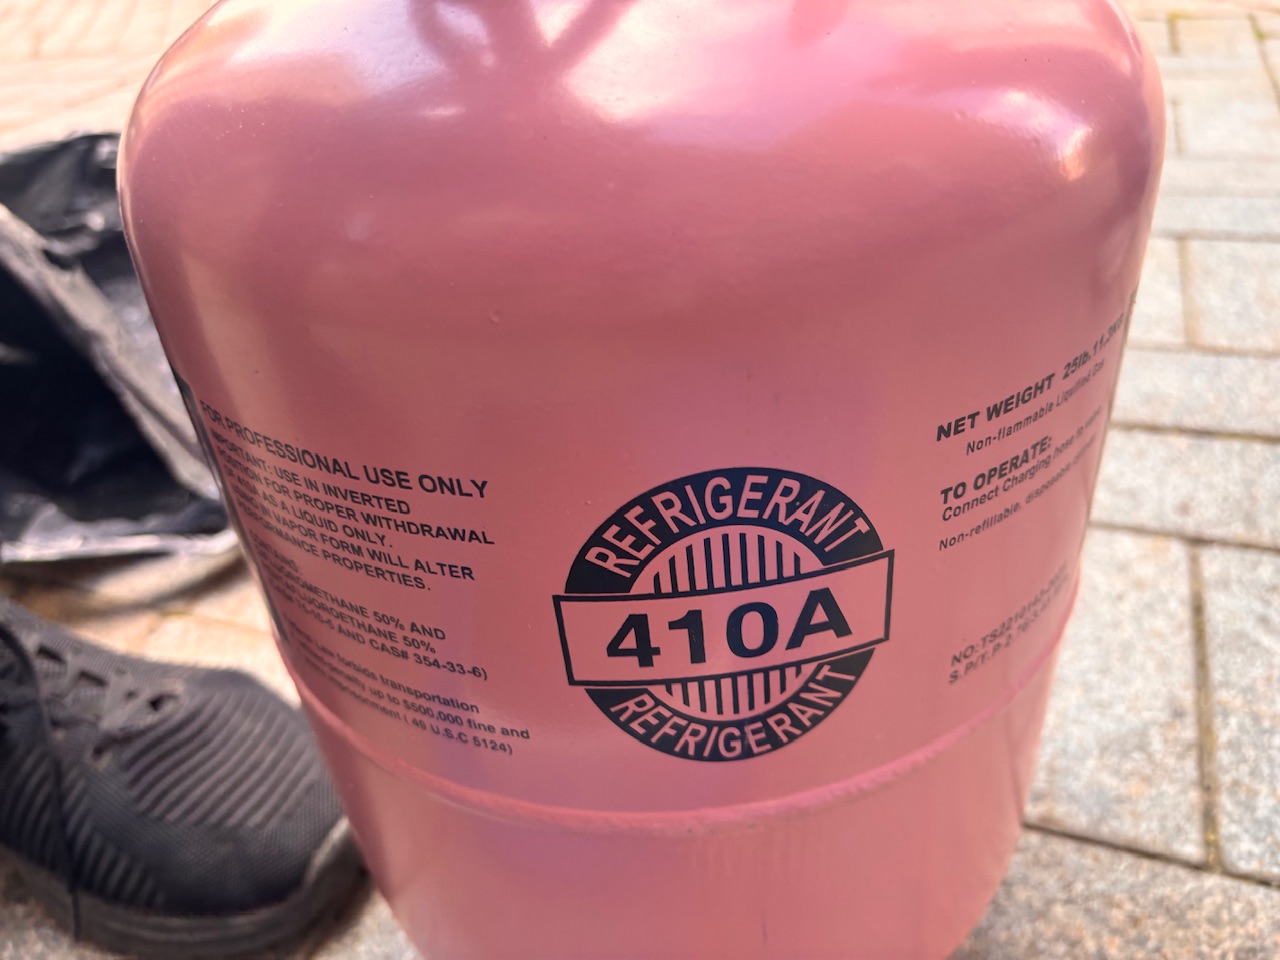 FOR PROFESSIONAL USE ONLY
IMPORTANT: USE IN INVERTED
POSITION FOR PROPER WITHDRAWAL
AS A LIQUID ONLY.
IN VAPOR FORM WILL ALTER
PERFORMANCE PROPERTIES.
50% AND
50%
AND CAS# 354-33-6)
forbids transportation
penalty up to $500,000 fine and
imprisonment (49 U.S.C 5124)
REFRIGERANT
410A
REFRIGERANT
NET WEIGHT 25lb.
Non-flammable Liquified Gas
TO OPERATE:
Connect Charging hose to
Non-refillable, disposable